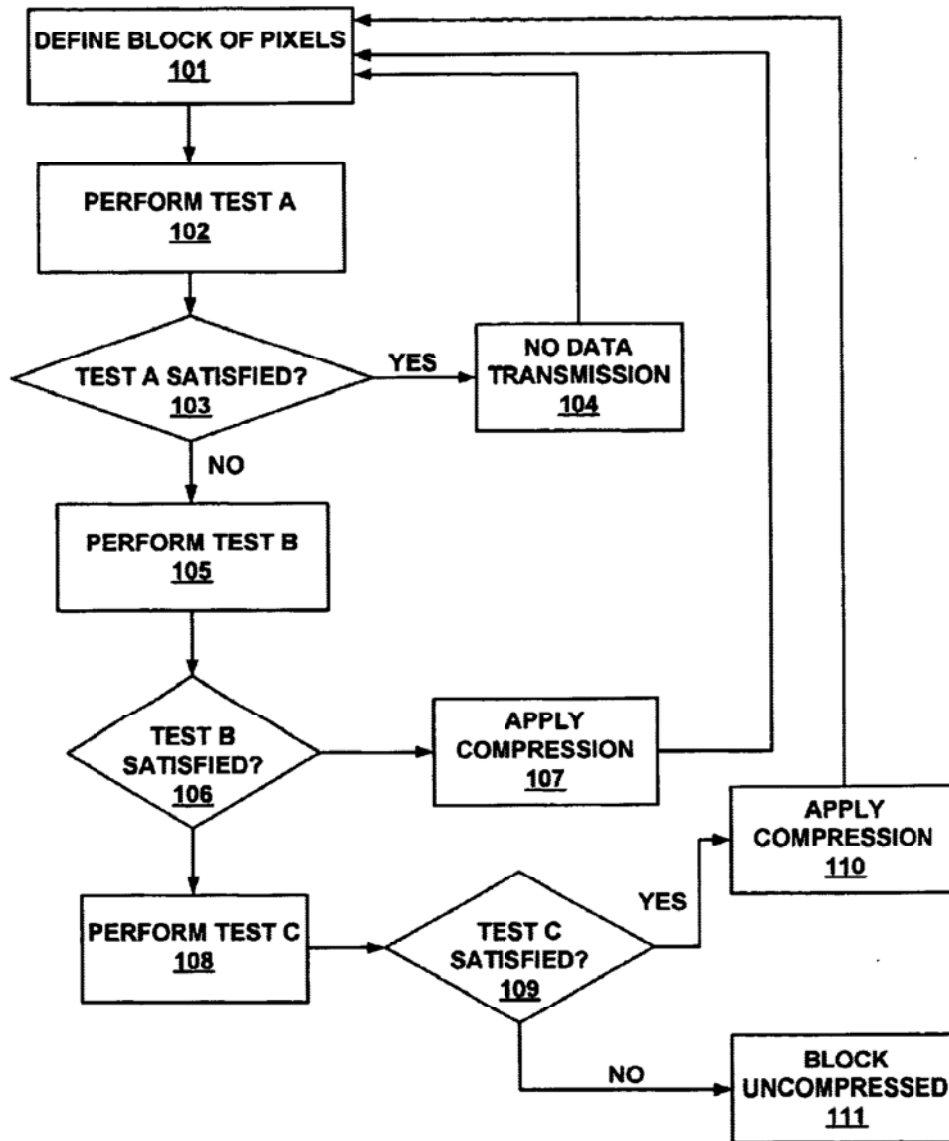 DEFINE BLOCK OF PIXELS
101
PERFORM TEST A
102
TEST A SATISFIED?
103
YES
NO DATA
TRANSMISSION
104
NO
PERFORM TEST B
105
TEST B
SATISFIED?
106
APPLY
COMPRESSION
107
APPLY
COMPRESSION
110
PERFORM TEST C
108
TEST C
SATISFIED?
109
YES
NO
BLOCK
UNCOMPRESSED
111